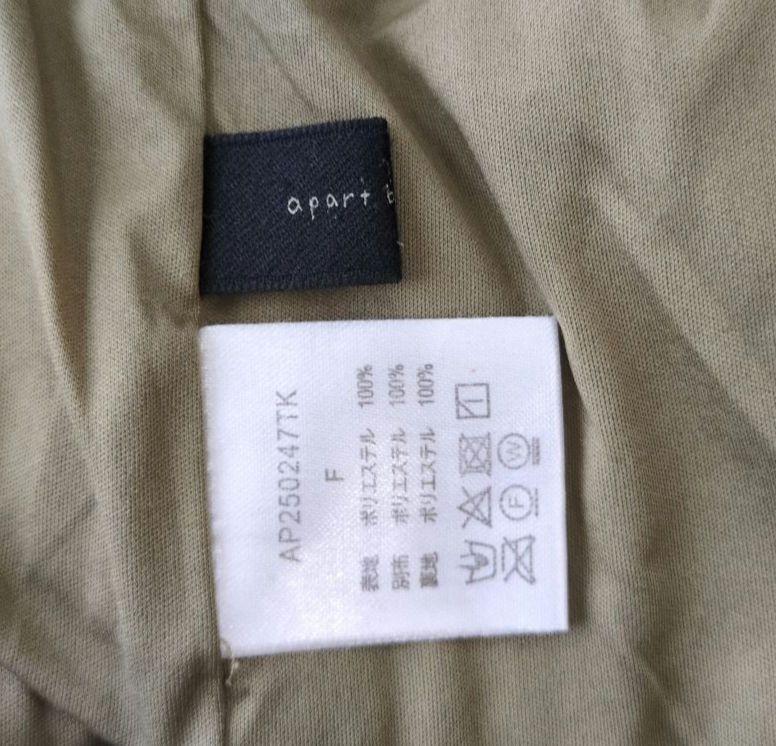 apart
AP250247TK
F
表地 ポリエステル 100%
別布 ポリエステル 100%
裏地 ポリエステル 100%
F
W